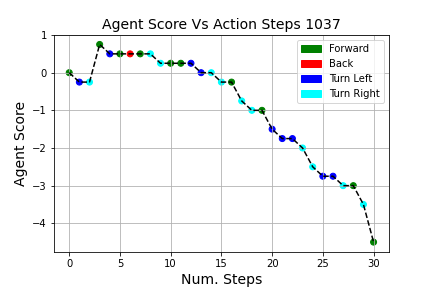 Agent Score Vs Action Steps 1037
Agent Score
1
0
−1
−2
−3
−4
Forward
Back
Turn Left
Turn Right
0 5 10 15 20 25 30
Num. Steps